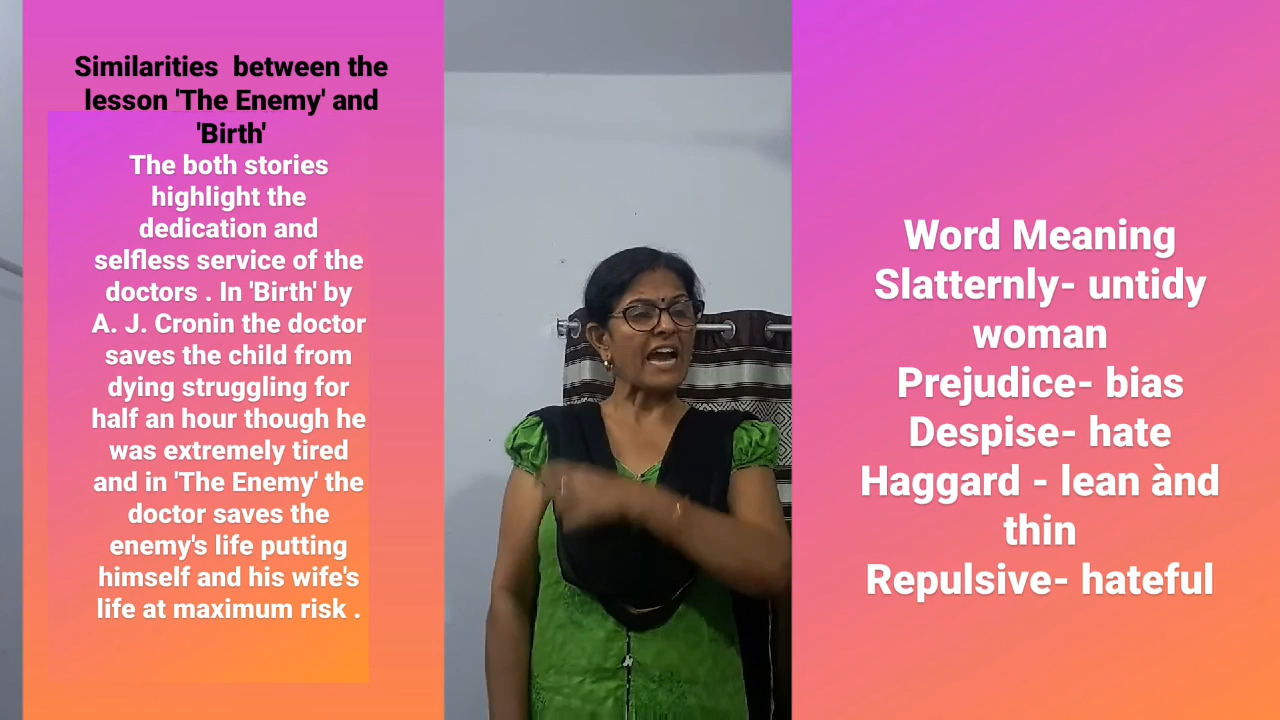 Similarities between the
lesson 'The Enemy' and
'Birth'
The both stories
highlight the
dedication and
selfless service of the
doctors . In 'Birth' by
A. J. Cronin the doctor
saves the child from
dying struggling for
half an hour though he
was extremely tired
and in 'The Enemy' the
doctor saves the
enemy's life putting
himself and his wife's
life at maximum risk .
Word Meaning
Slatternly- untidy
woman
Prejudice- bias
Despise- hate
Haggard - lean ànd
thin
Repulsive- hateful